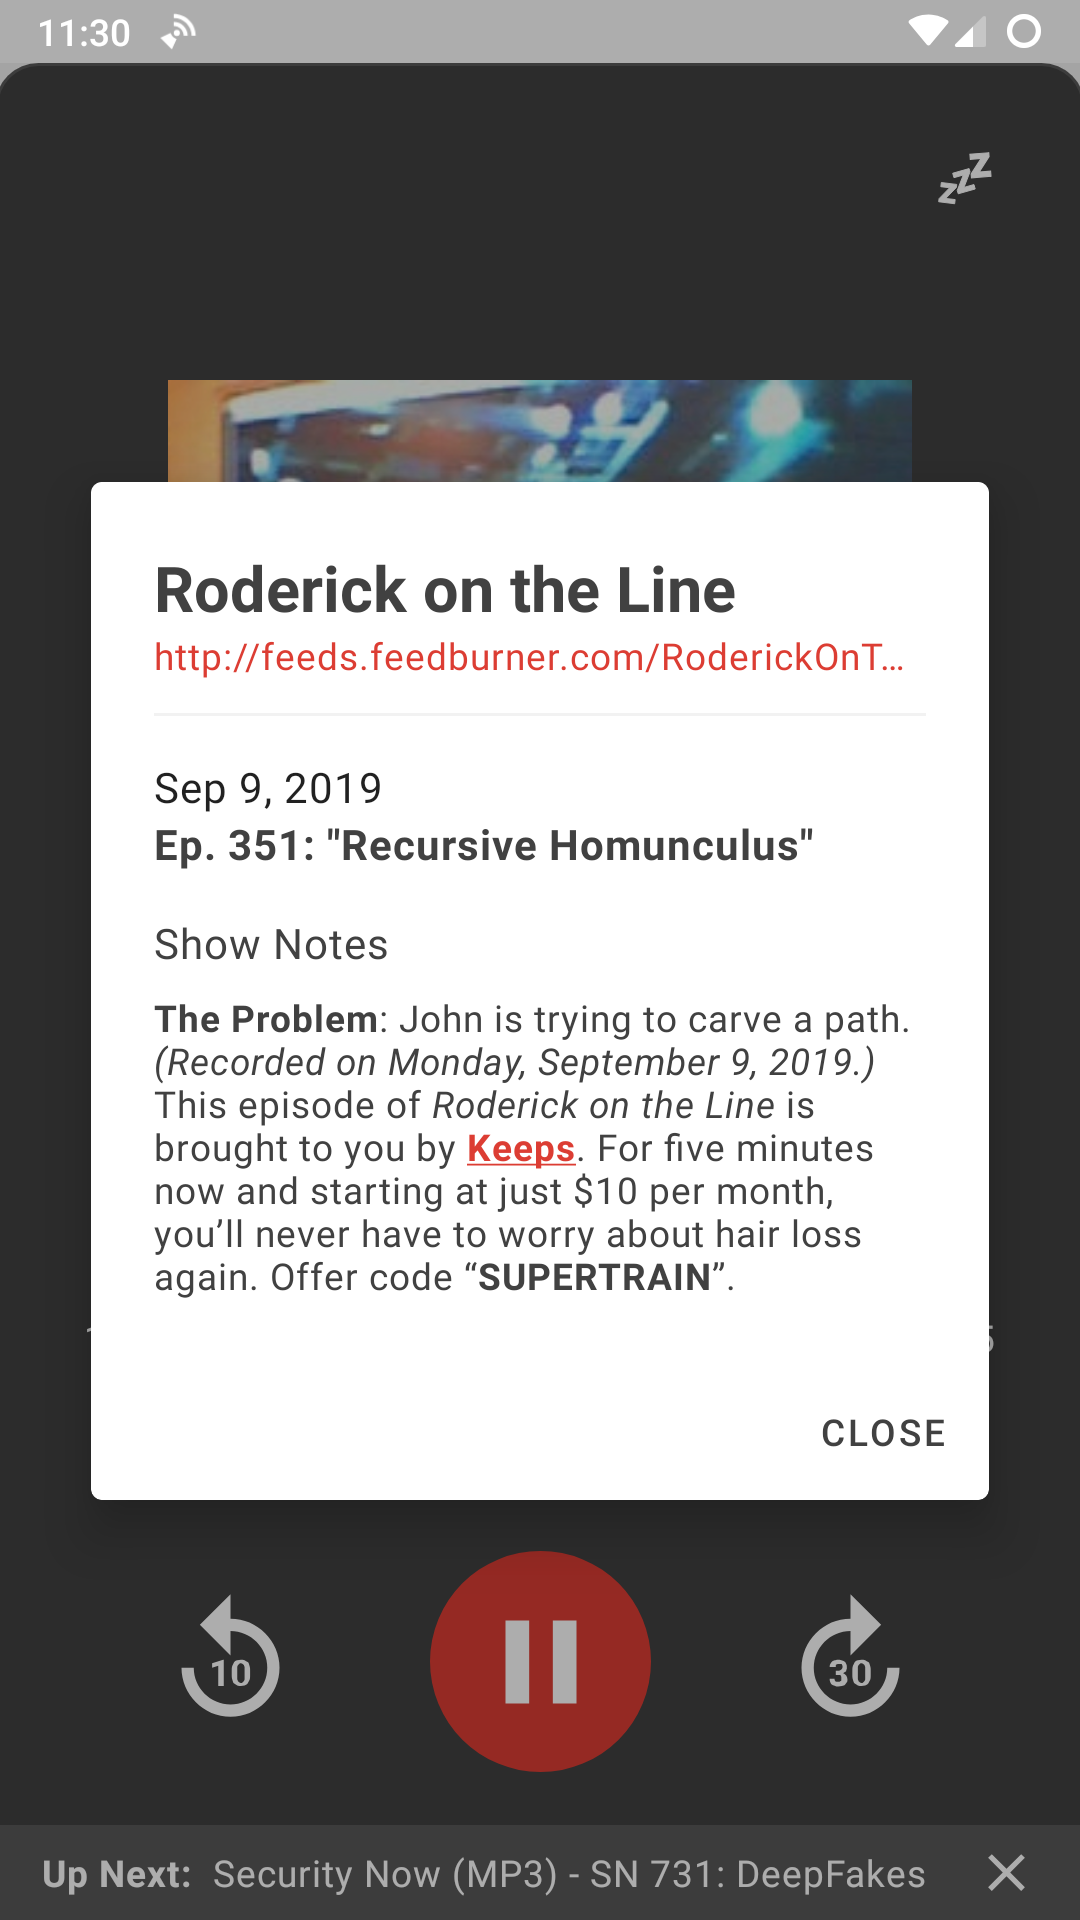 11:30
zzz
Roderick on the Line
http://feeds.feedburner.com/RoderickOnT...
Sep 9, 2019
Ep. 351: "Recursive Homunculus"
Show Notes
The Problem: John is trying to carve a path.
(Recorded on Monday, September 9, 2019.)
This episode of Roderick on the Line is
brought to you by Keeps. For five minutes
now and starting at just $10 per month,
you’ll never have to worry about hair loss
again. Offer code “SUPERTRAIN”.
CLOSE
10
30
Up Next: Security Now (MP3) - SN 731: DeepFakes